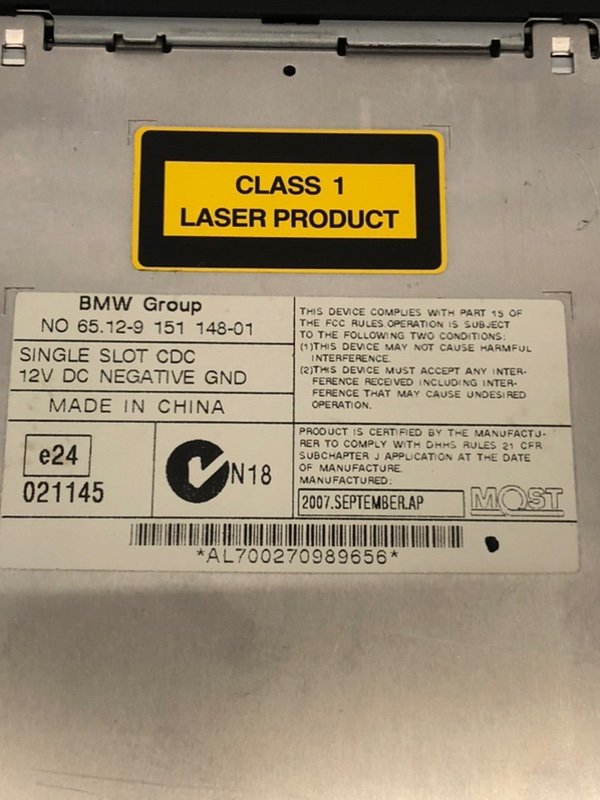 CLASS 1
LASER PRODUCT
BMW Group
NO 65.12-9 151 148-01
SINGLE SLOT CDC
12V DC NEGATIVE GND
MADE IN CHINA
e24
021145
N18
THIS DEVICE COMPLIES WITH PART 15 OF
THE FCC RULES.OPERATION IS SUBJECT
TO THE FOLLOWING TWO CONDITIONS:
(1)THIS DEVICE MAY NOT CAUSE HARMFUL
INTERFERENCE.
(2)THIS DEVICE MUST ACCEPT ANY INTER-
FERENCE RECEIVED INCLUDING INTER-
FERENCE THAT MAY CAUSE UNDESIRED
OPERATION.
PRODUCT IS CERTIFIED BY THE MANUFACTU-
RER TO COMPLY WITH DHHS RULES 21 CFR
SUBCHAPTER J APPLICATION AT THE DATE
OF MANUFACTURE.
MANUFACTURED:
2007.SEPTEMBER.AP
MOST
*AL700270989656*